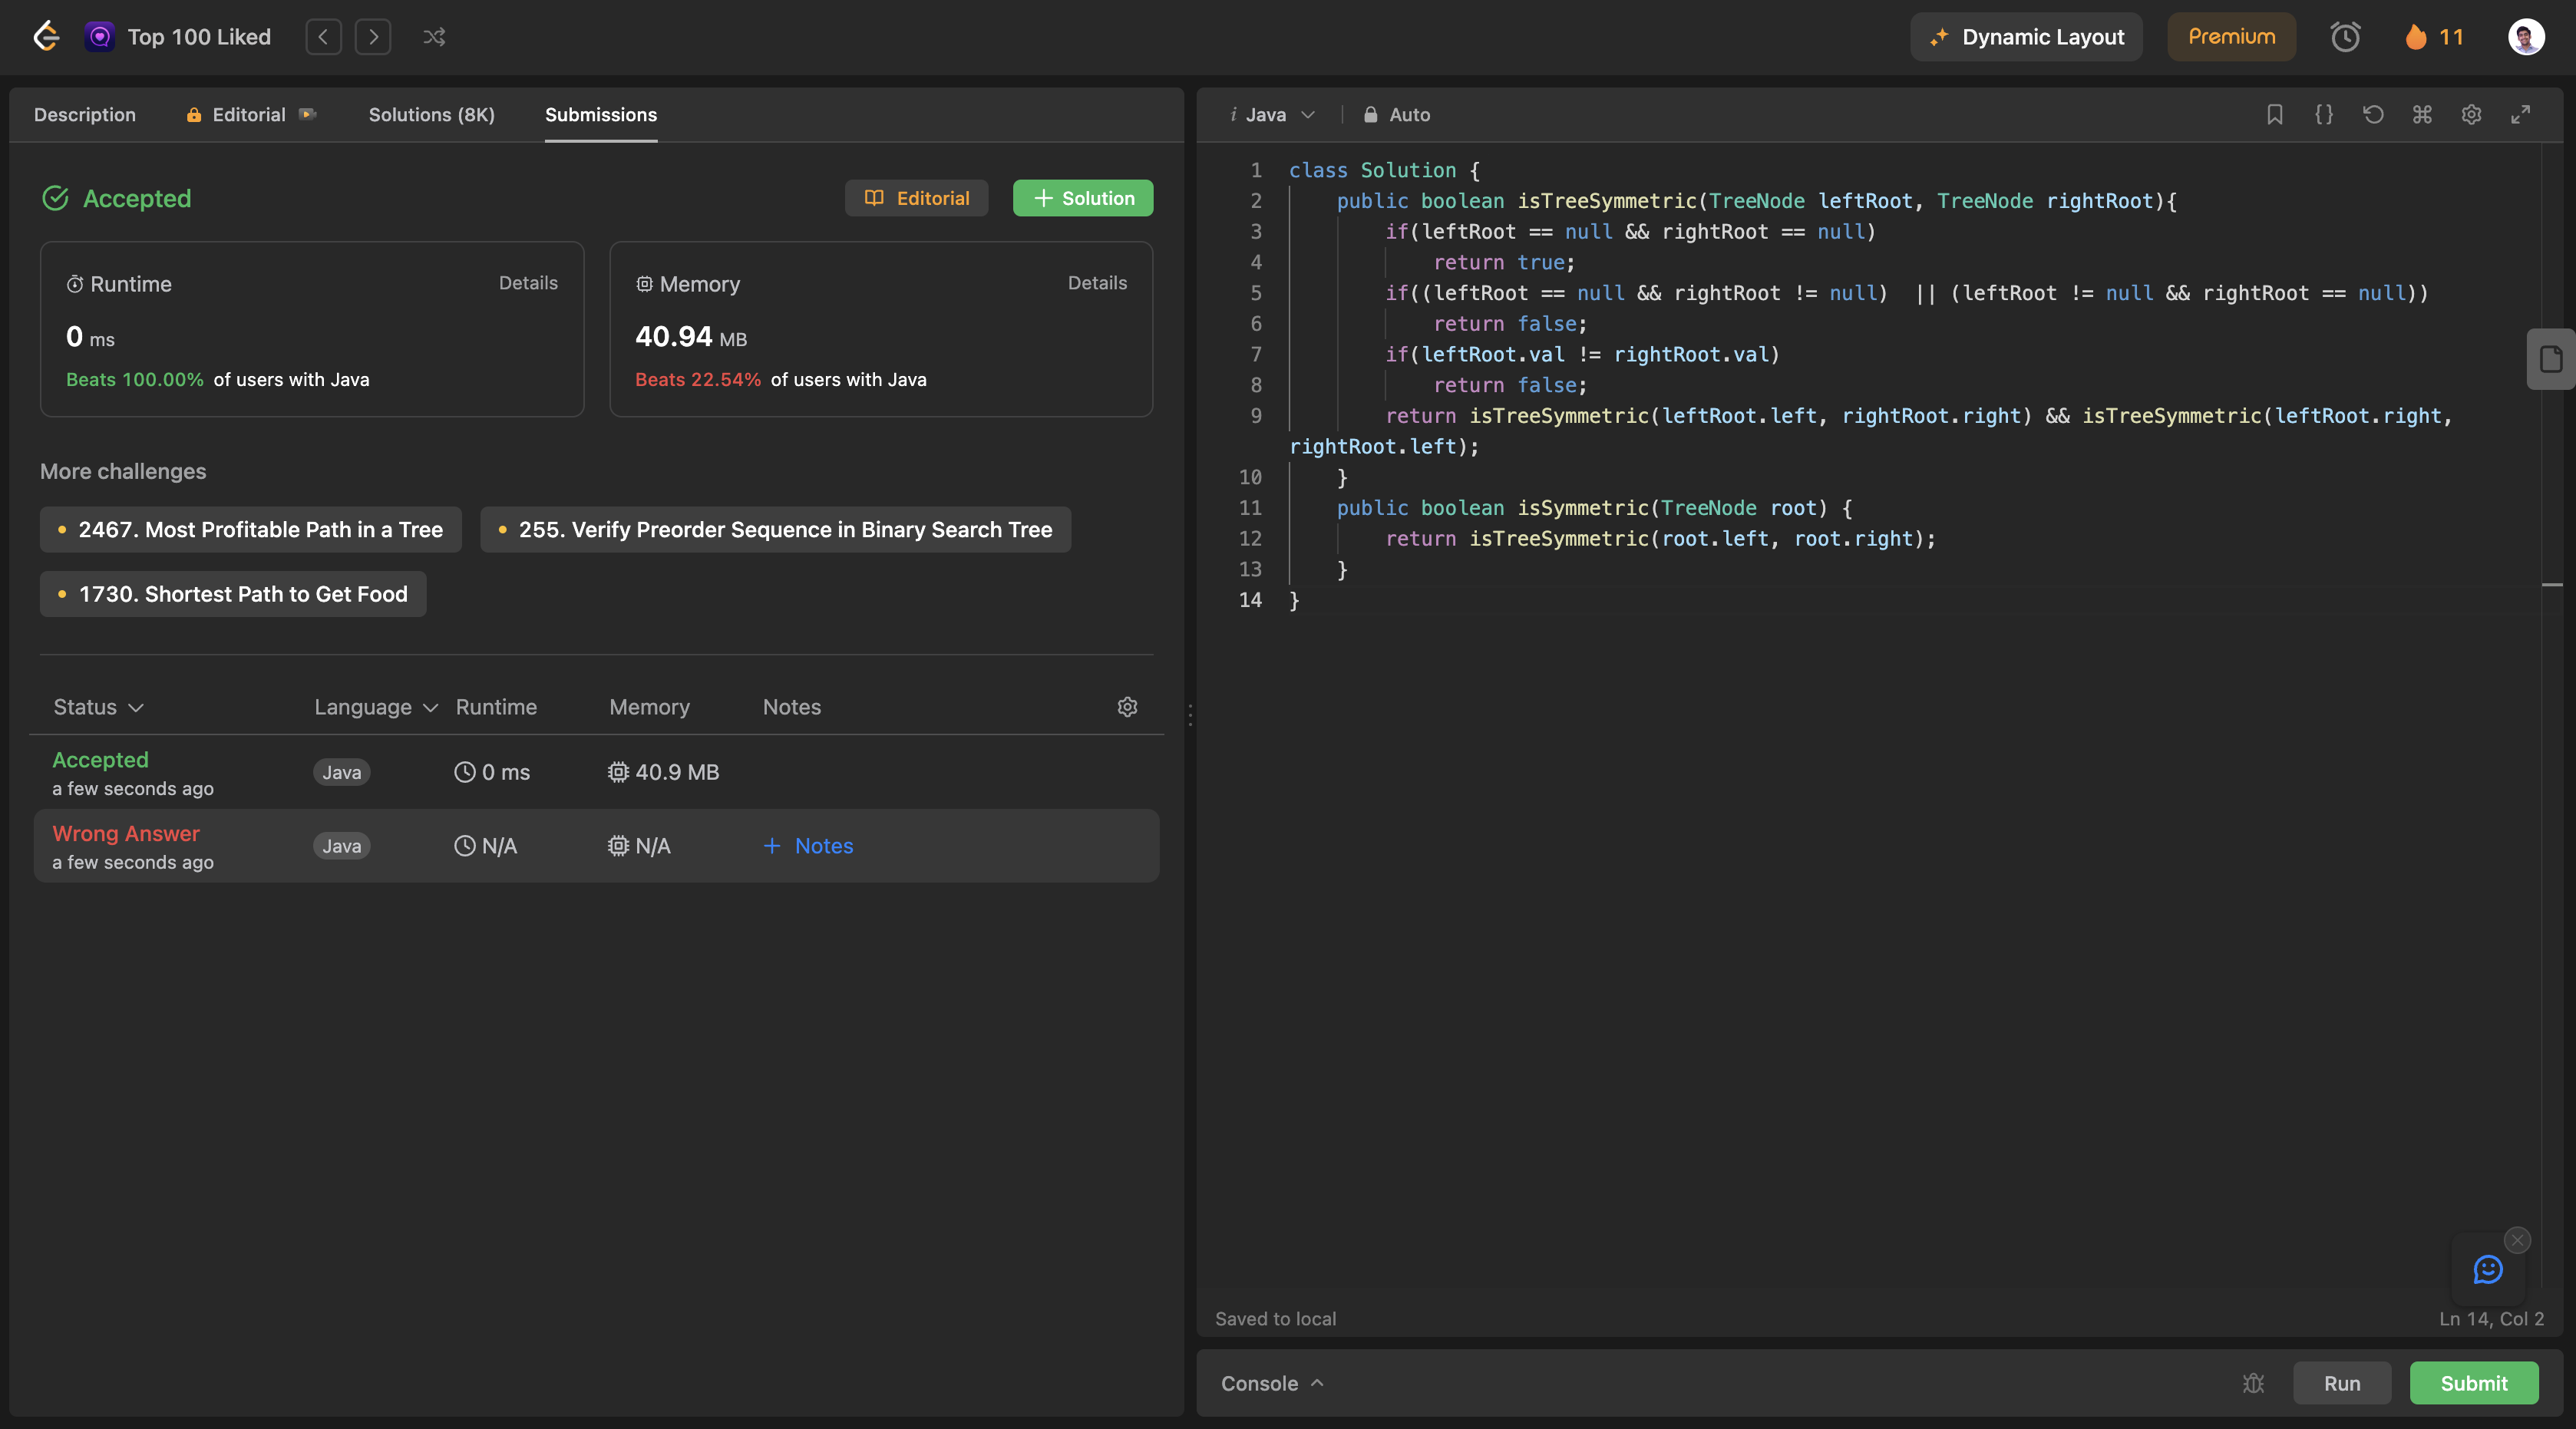 Top 100 Liked
Dynamic Layout
Premium
11
Description
Editorial
Solutions (8K)
Submissions
Accepted
Editorial
+ Solution
Runtime
Details
0 ms
Beats 100.00% of users with Java
Memory
Details
40.94 MB
Beats 22.54% of users with Java
More challenges
2467. Most Profitable Path in a Tree
255. Verify Preorder Sequence in Binary Search Tree
1730. Shortest Path to Get Food
Status Language Runtime Memory Notes
Accepted
a few seconds ago
Java
0 ms
40.9 MB
Wrong Answer
a few seconds ago
Java
N/A
N/A
+ Notes
i Java
Auto
1 class Solution {
2     public boolean isTreeSymmetric(TreeNode leftRoot, TreeNode rightRoot){
3         if(leftRoot == null && rightRoot == null)
4             return true;
5         if((leftRoot == null && rightRoot != null)  || (leftRoot != null && rightRoot == null))
6             return false;
7         if(leftRoot.val != rightRoot.val)
8             return false;
9         return isTreeSymmetric(leftRoot.left, rightRoot.right) && isTreeSymmetric(leftRoot.right,
rightRoot.left);
10     }
11     public boolean isSymmetric(TreeNode root) {
12         return isTreeSymmetric(root.left, root.right);
13     }
14 }
Saved to local
Ln 14, Col 2
Console
Run
Submit